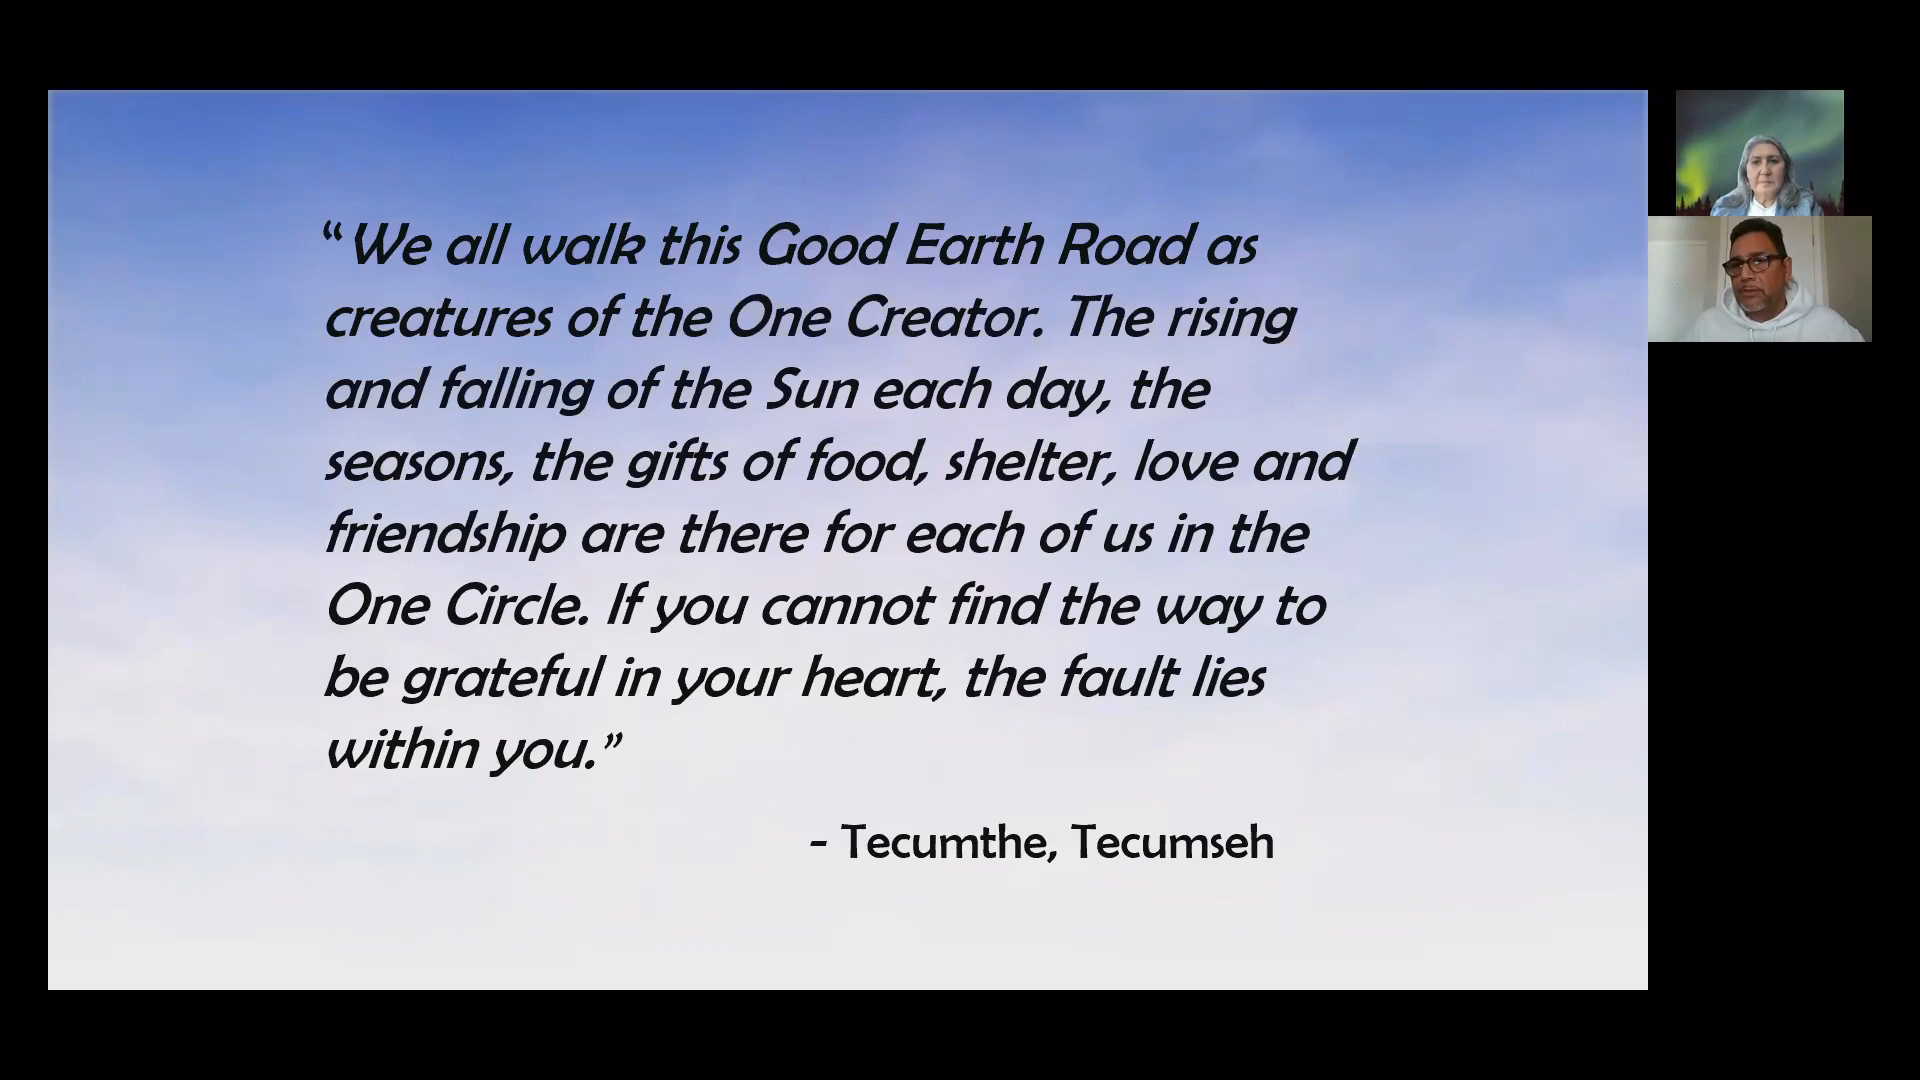 “We all walk this Good Earth Road as
creatures of the One Creator. The rising
and falling of the Sun each day, the
seasons, the gifts of food, shelter, love and
friendship are there for each of us in the
One Circle. If you cannot find the way to
be grateful in your heart, the fault lies
within you.”
- Tecumthe, Tecumseh